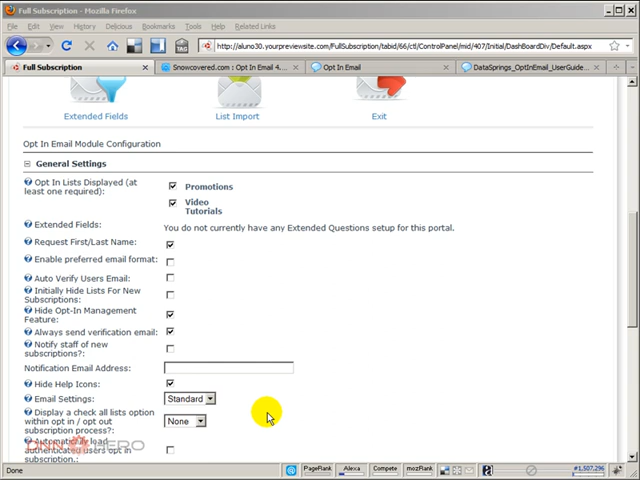 Full Subscription - Mozilla Firefox
File Edit View History Delicious Bookmarks Tools Help
http://aluno30.yourpreviewsite.com/FullSubscription/tabid/66/ctl/ControlPanel/mid/407/Initial/DashBoardDiv/Default.aspx
Full Subscription Snowcovered.com : Opt In Email 4.... Opt In Email DataSprings_OptInEmail_UserGuide...
Extended Fields List Import Exit
Opt In Email Module Configuration
General Settings
Opt In Lists Displayed (at
least one required):
Promotions
Video
Tutorials
Extended Fields: You do not currently have any Extended Questions setup for this portal.
Request First/Last Name:
Enable preferred email format:
Auto Verify Users Email:
Initially Hide Lists For New
Subscriptions:
Hide Opt-In Management
Feature:
Always send verification email:
Notify staff of new
subscriptions?:
Notification Email Address:
Hide Help Icons:
Email Settings: Standard
Display a check all lists option
within opt in / opt out
subscription process?:
None
Automatically load
authenticated users opt in
subscription.:
DNN HERO
Done PageRank Alexa Compete mozRank #1,507,296